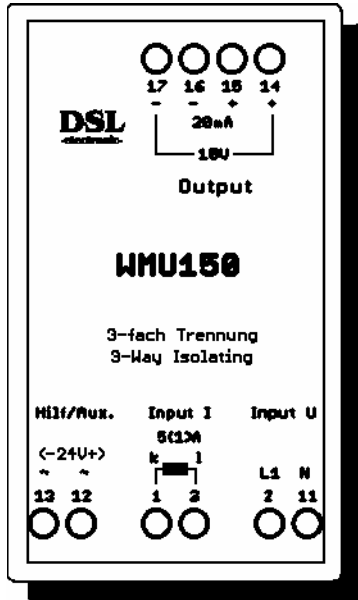 17 16 15 14
- - + +
20mA
10V
DSL
-electronic-
Output
WMU150
3-fach Trennung
3-Way Isolating
Hilf/Aux. Input I Input U
5(1)A
(-24V+) k l
~ ~ L1 N
13 12 1 3 2 11